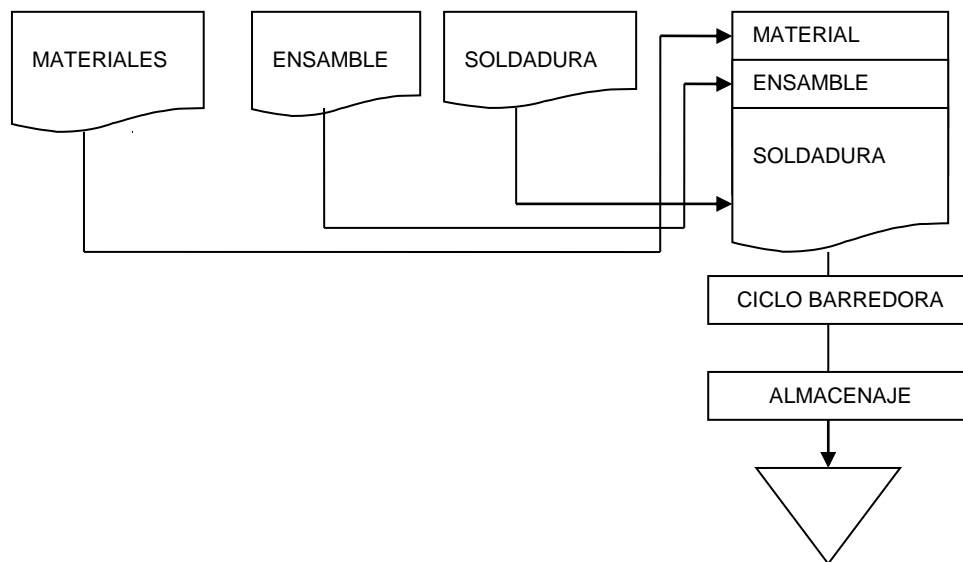 MATERIALES
ENSAMBLE
SOLDADURA
MATERIAL
ENSAMBLE
SOLDADURA
CICLO BARREDORA
ALMACENAJE